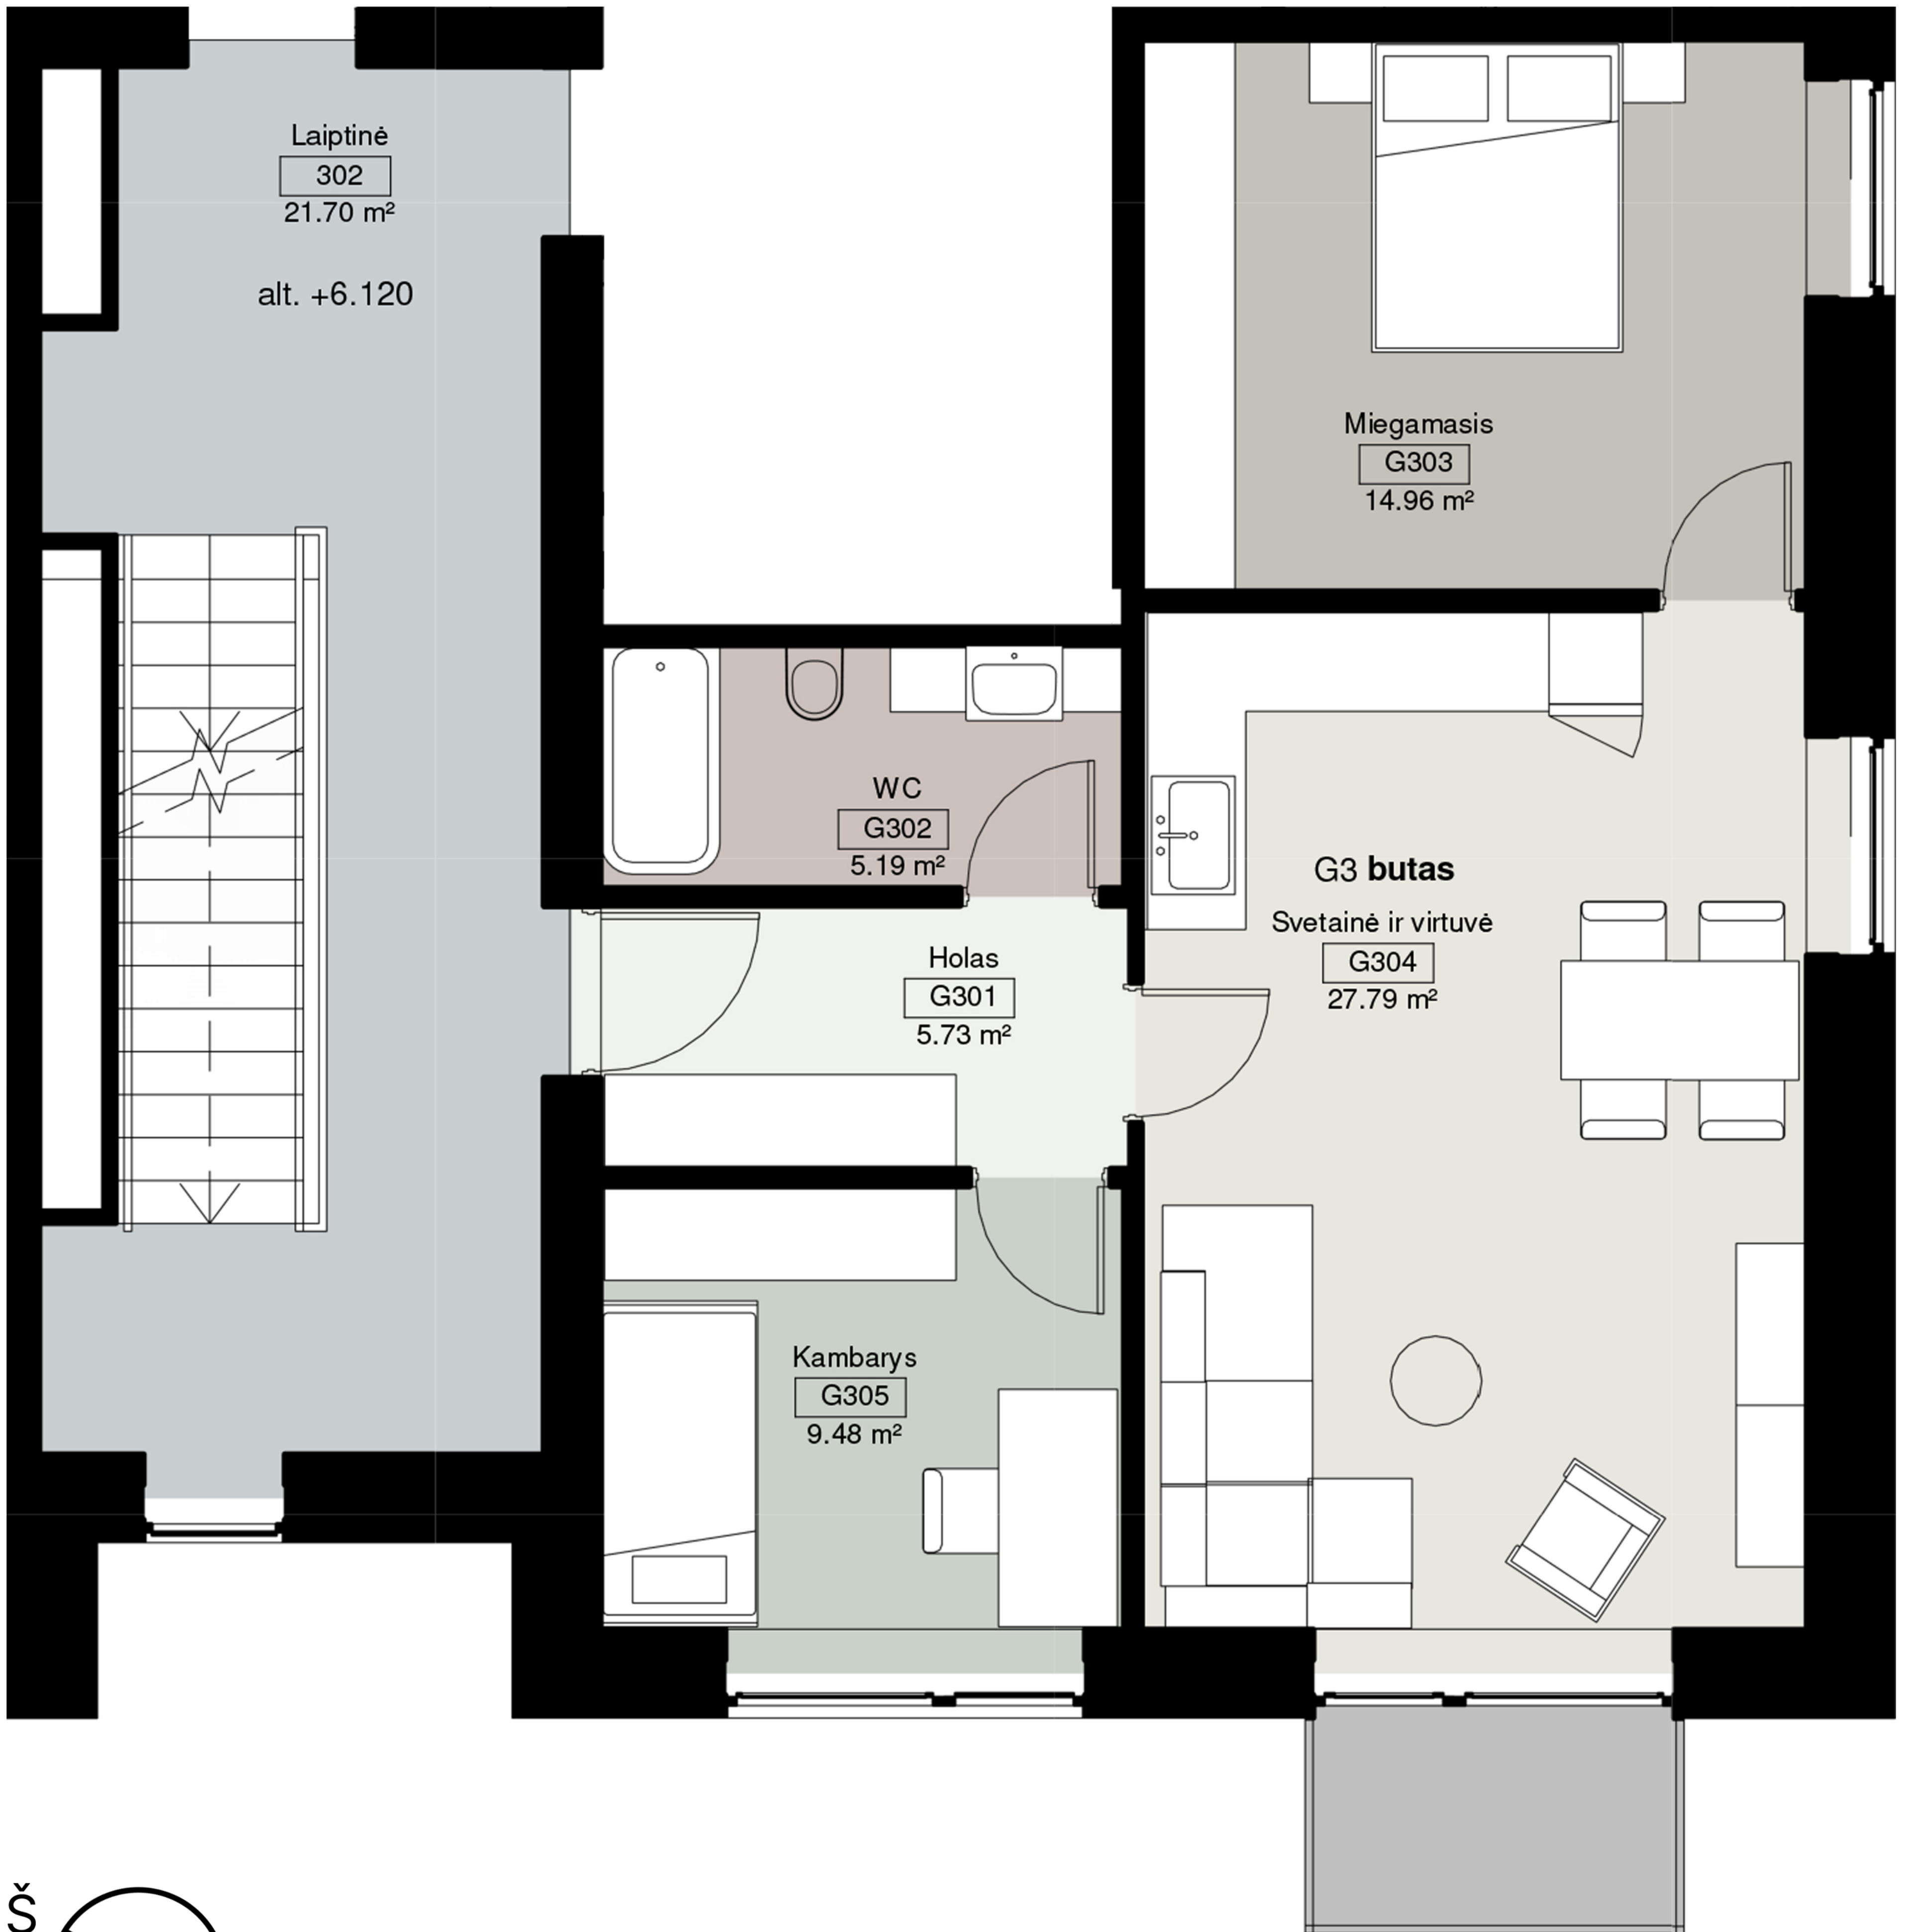 Laiptinė
302
21.70 m²
alt. +6.120
Miegamasis
G303
14.96 m²
WC
G302
5.19 m²
G3 butas
Svetainė ir virtuvė
G304
27.79 m²
Holas
G301
5.73 m²
Kambarys
G305
9.48 m²
Š